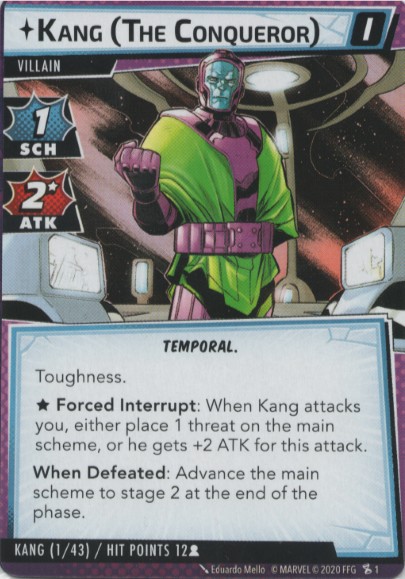 KANG (THE CONQUEROR)
I
VILLAIN
1
SCH
2★
ATK
TEMPORAL.
Toughness.
★ Forced Interrupt: When Kang attacks
you, either place 1 threat on the main
scheme, or he gets +2 ATK for this attack.
When Defeated: Advance the main
scheme to stage 2 at the end of the
phase.
KANG (1/43) / HIT POINTS 12
Eduardo Mello © MARVEL © 2020 FFG 1